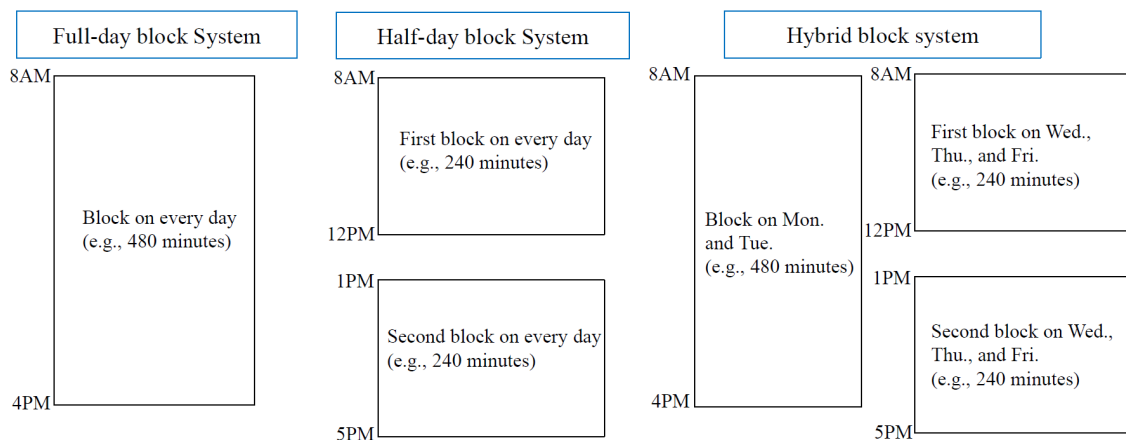 Full-day block System
8AM
Block on every day
(e.g., 480 minutes)
4PM
Half-day block System
8AM
First block on every day
(e.g., 240 minutes)
12PM
1PM
Second block on every day
(e.g., 240 minutes)
5PM
Hybrid block system
8AM
Block on Mon.
and Tue.
(e.g., 480 minutes)
4PM
8AM
First block on Wed.,
Thu., and Fri.
(e.g., 240 minutes)
12PM
1PM
Second block on Wed.,
Thu., and Fri.
(e.g., 240 minutes)
5PM